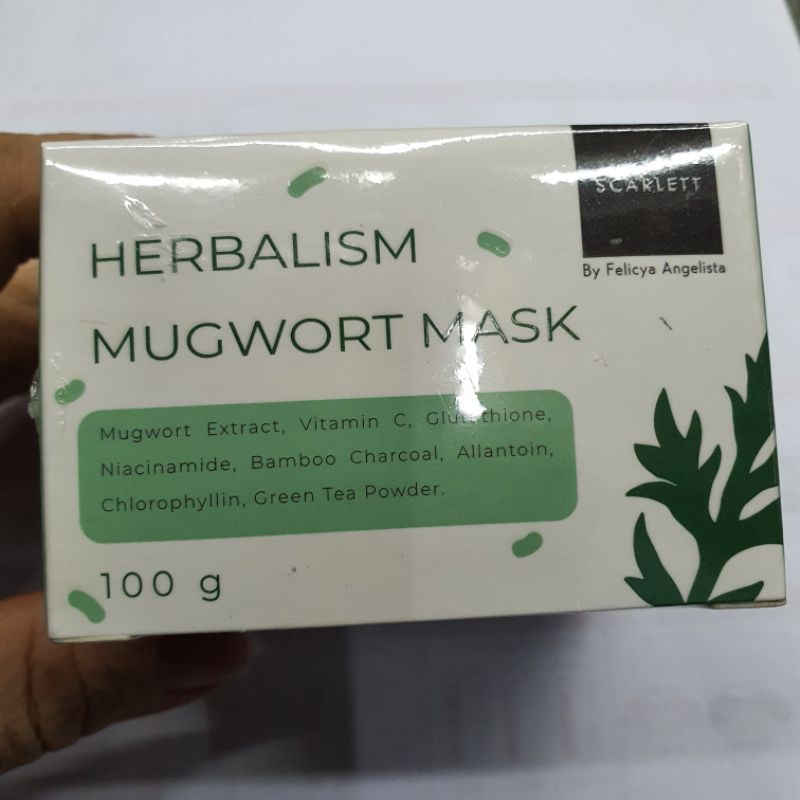 SCARLETT
By Felicya Angelista
HERBALISM
MUGWORT MASK
Mugwort Extract, Vitamin C, Glutathione,
Niacinamide, Bamboo Charcoal, Allantoin,
Chlorophyllin, Green Tea Powder.
100 g